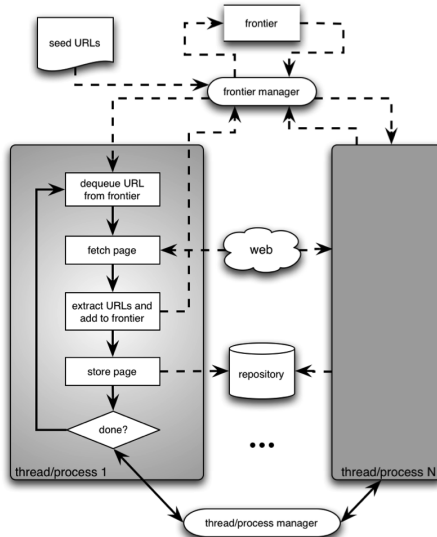 seed URLs
frontier
frontier manager
dequeue URL
from frontier
fetch page
web
extract URLs and
add to frontier
store page
repository
done?
...
thread/process 1
thread/process N
thread/process manager